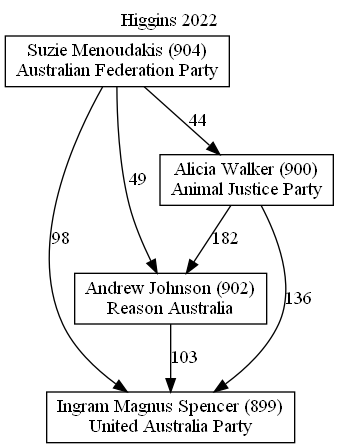 Higgins 2022
Suzie Menoudakis (904)
Australian Federation Party
44
Alicia Walker (900)
Animal Justice Party
49
98
182
Andrew Johnson (902)
Reason Australia
136
103
Ingram Magnus Spencer (899)
United Australia Party